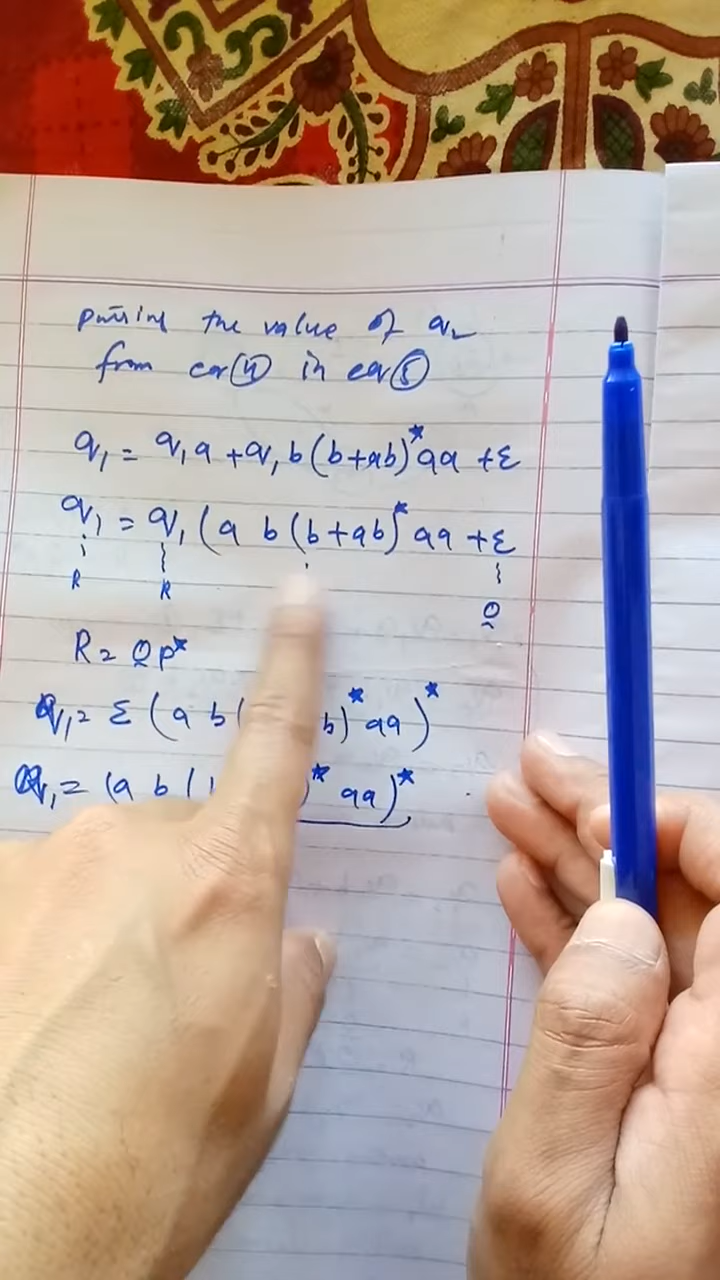 putting the value of q₂
from eq(4) in eq(5)
q₁ = q₁a + q₁b(b+ab)*aa + ε
q₁ = q₁(a b(b+ab)*aa + ε
R R Q
R = QP*
q₁ = ε(a b( b)*aa)*
q₁ = (a b( )*aa)*